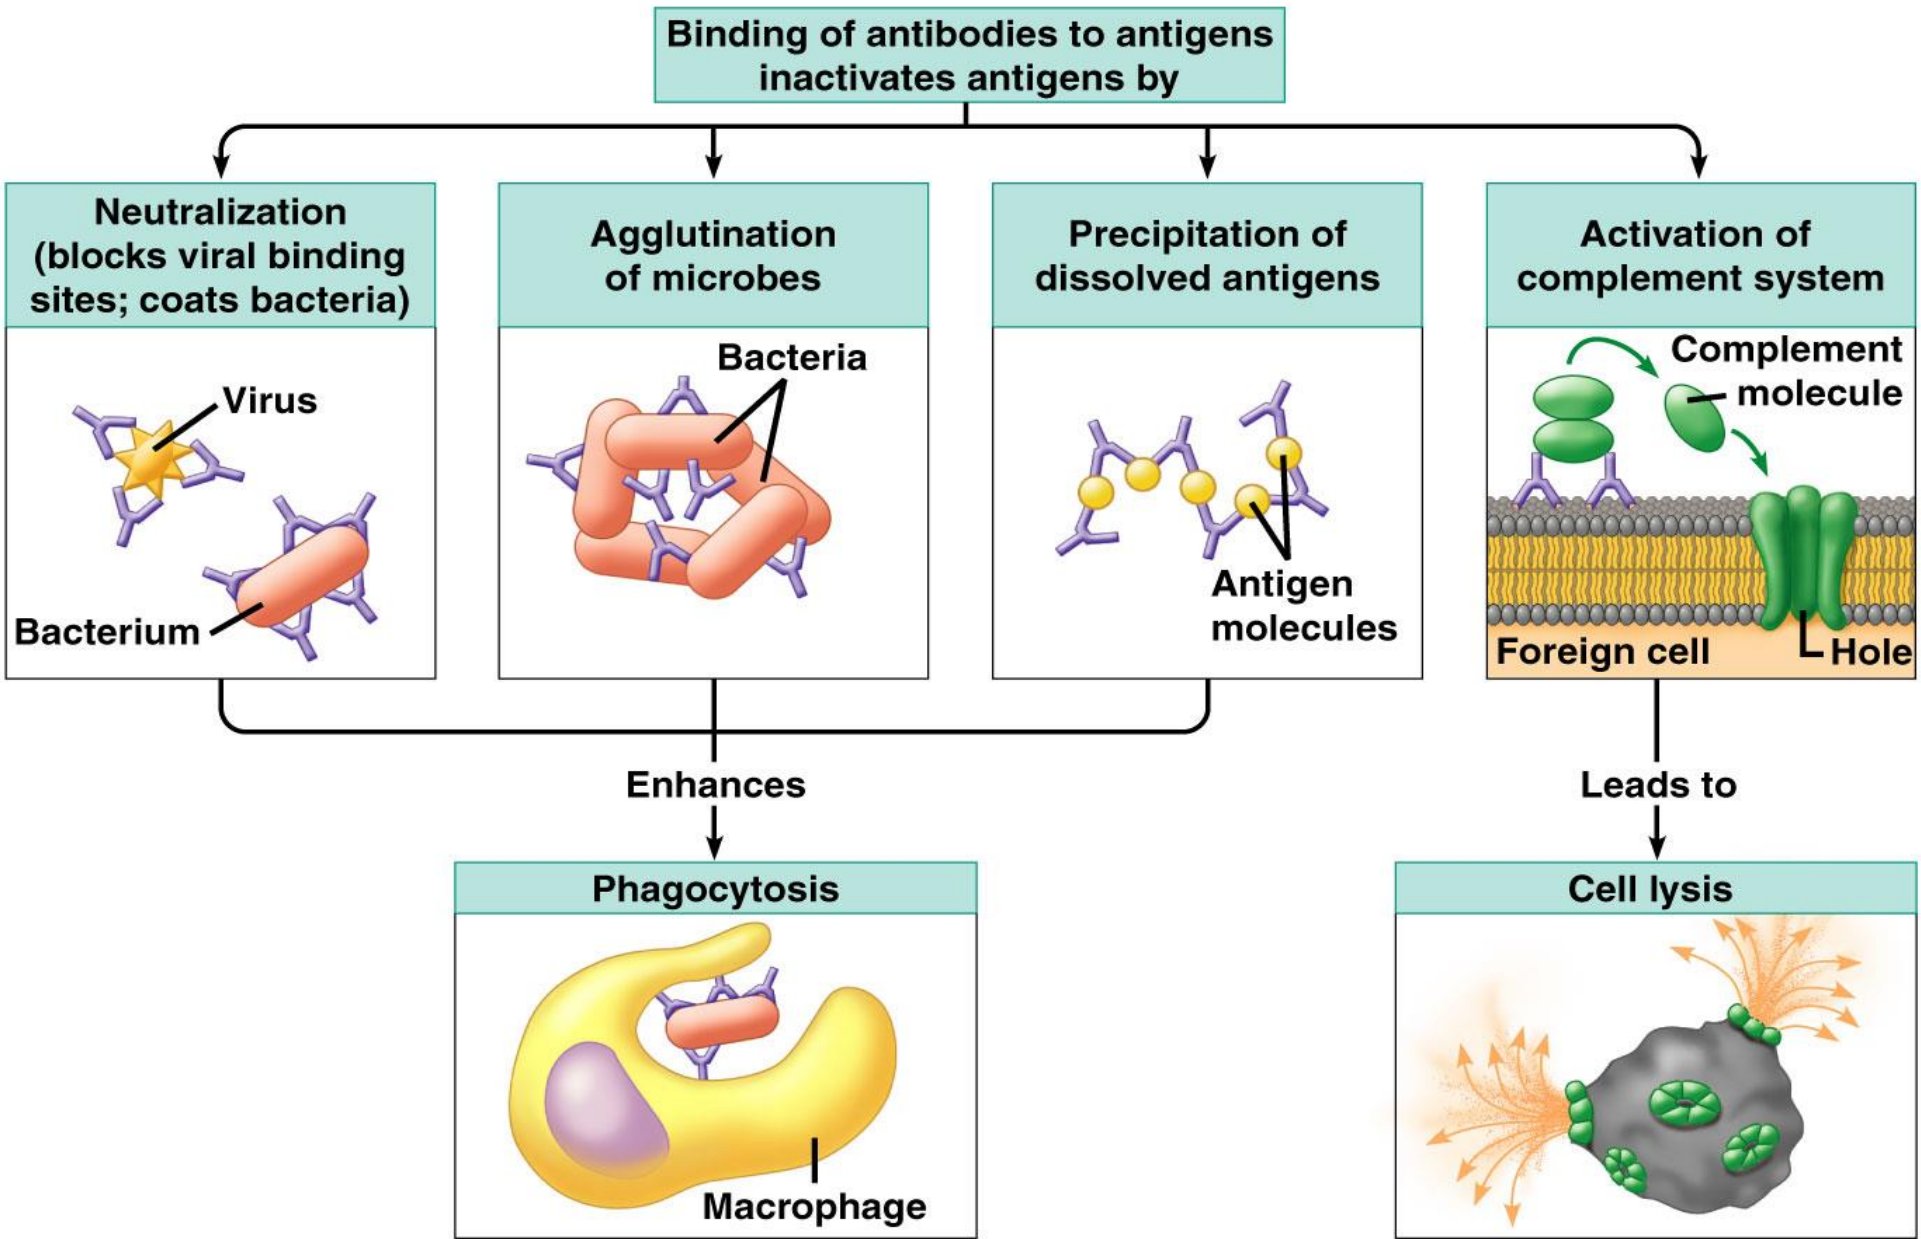 Binding of antibodies to antigens
inactivates antigens by
Neutralization
(blocks viral binding
sites; coats bacteria)
Agglutination
of microbes
Precipitation of
dissolved antigens
Activation of
complement system
Virus
Bacterium
Bacteria
Antigen
molecules
Complement
molecule
Foreign cell
Hole
Enhances
Leads to
Phagocytosis
Macrophage
Cell lysis